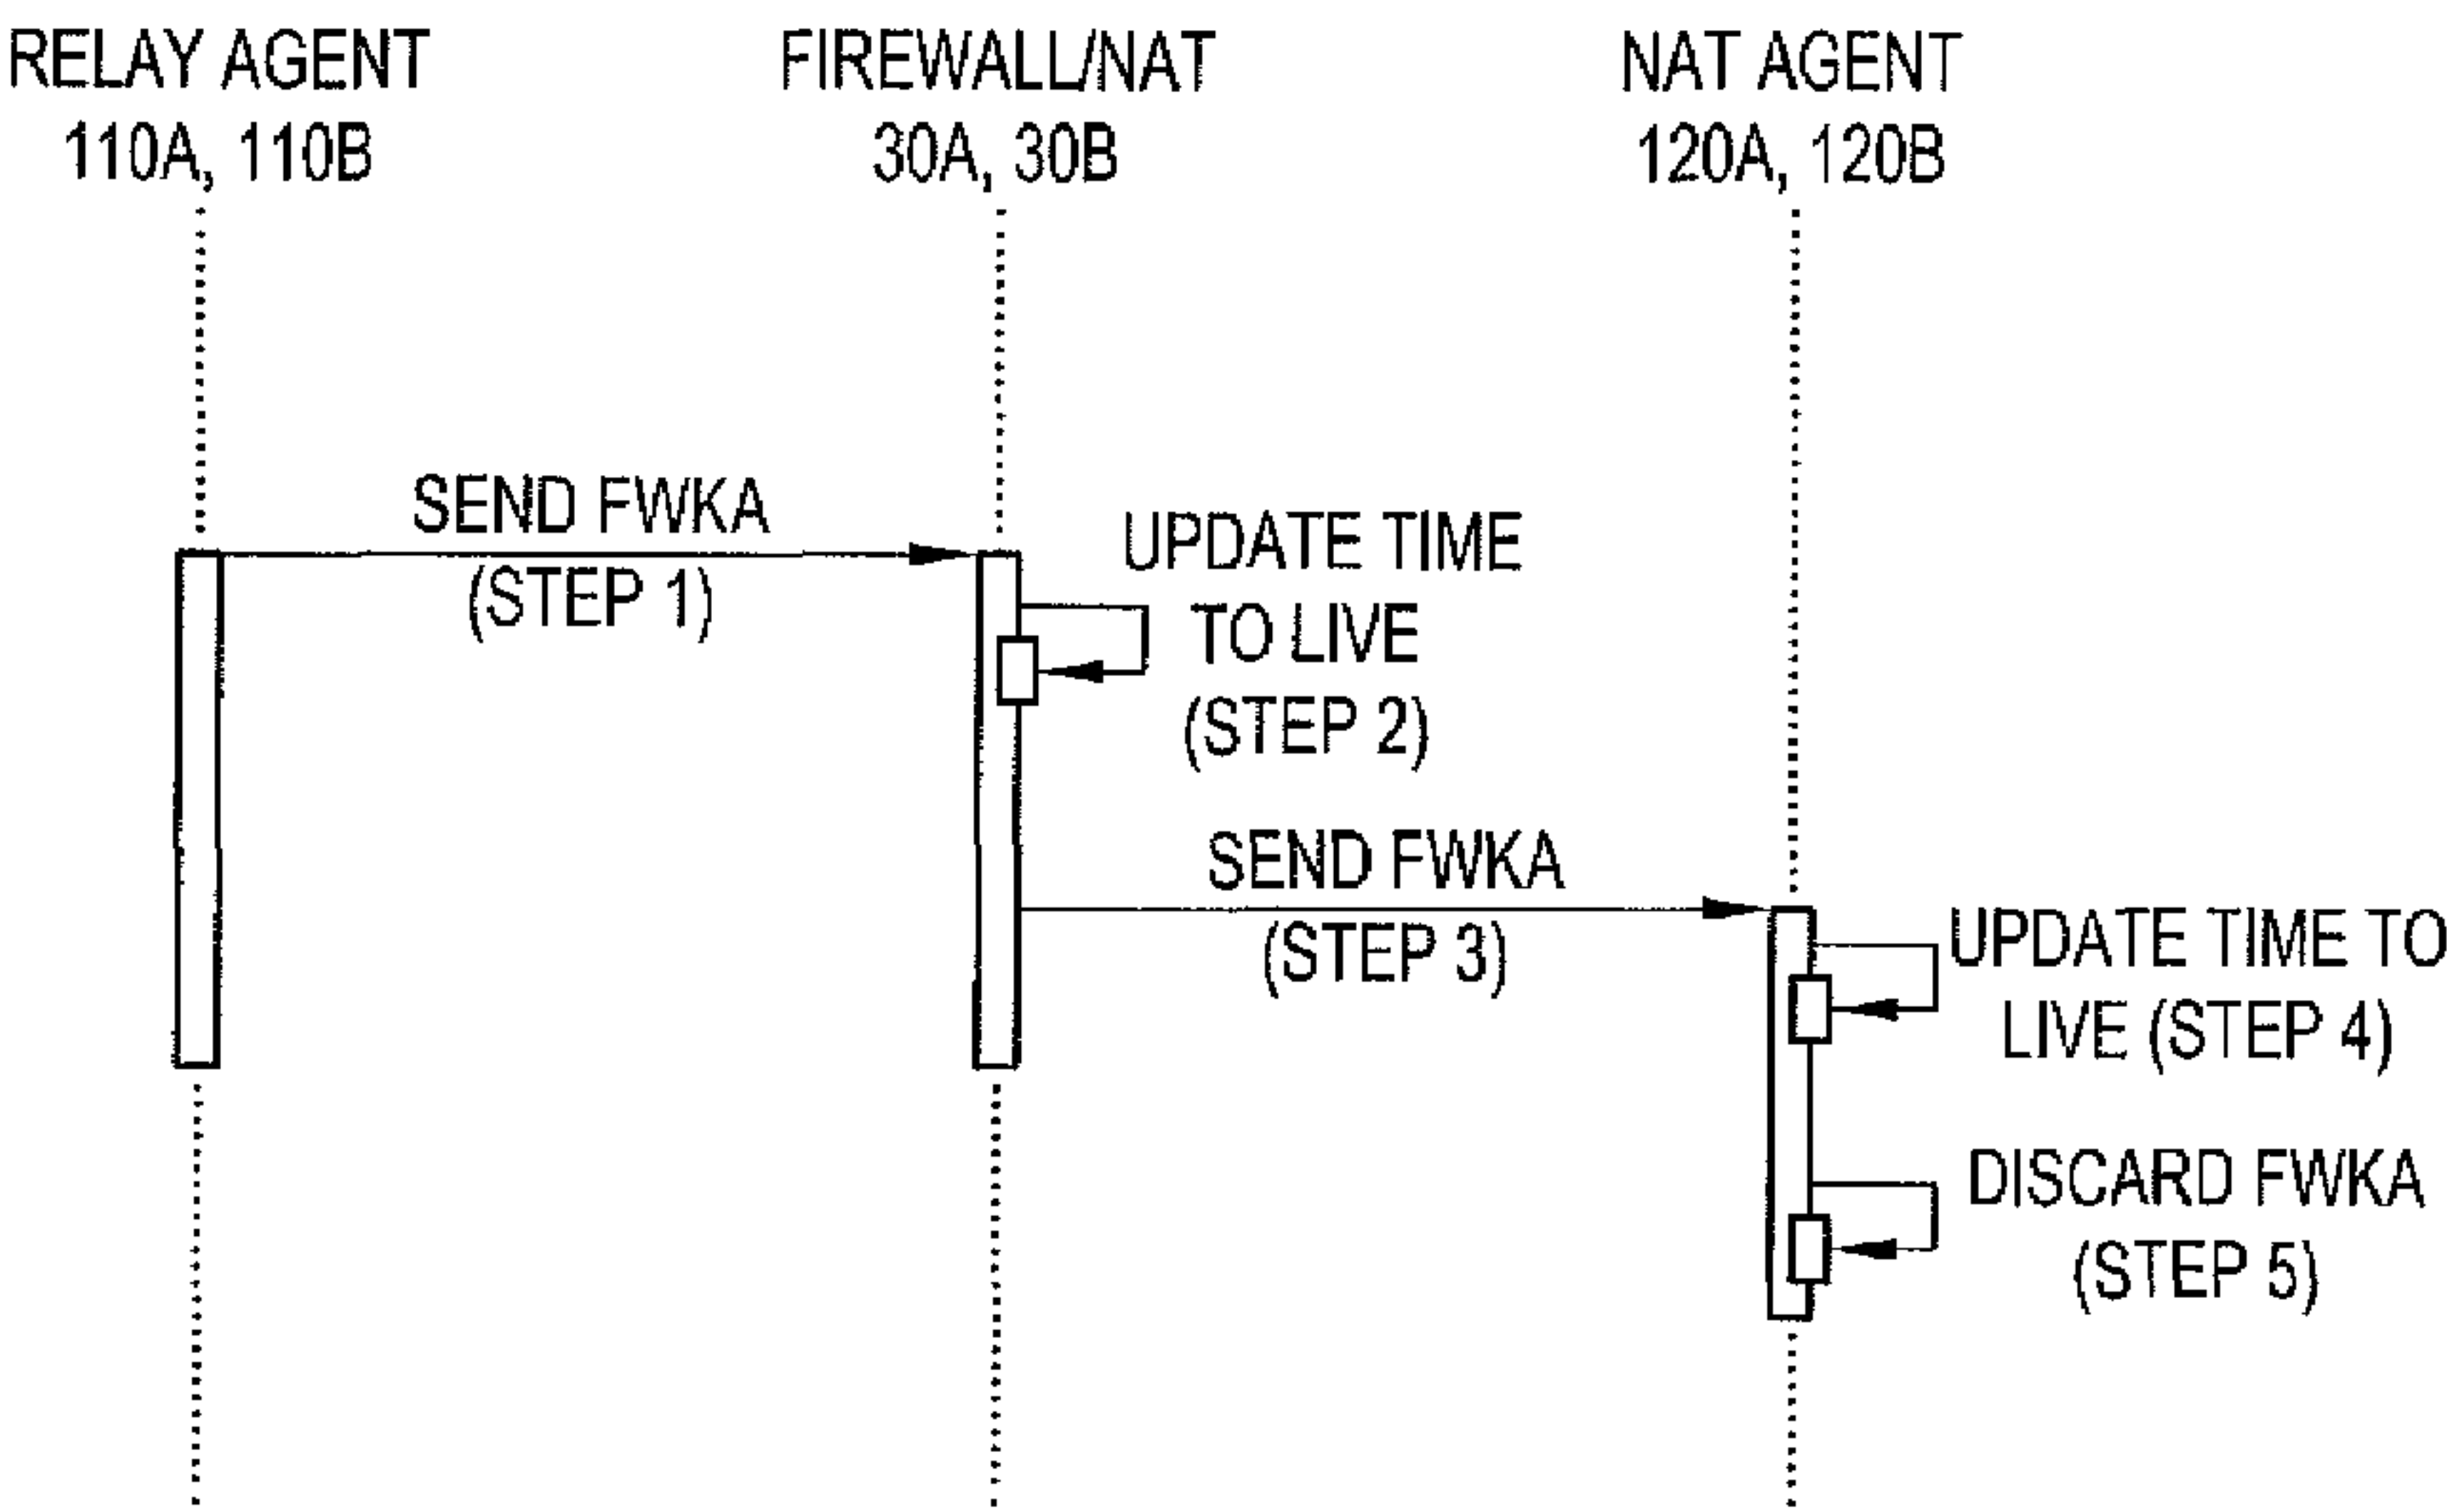 RELAY AGENT
110A, 110B
FIREWALL/NAT
30A, 30B
NAT AGENT
120A, 120B
SEND FWKA
(STEP 1)
UPDATE TIME
TO LIVE
(STEP 2)
SEND FWKA
(STEP 3)
UPDATE TIME TO
LIVE (STEP 4)
DISCARD FWKA
(STEP 5)